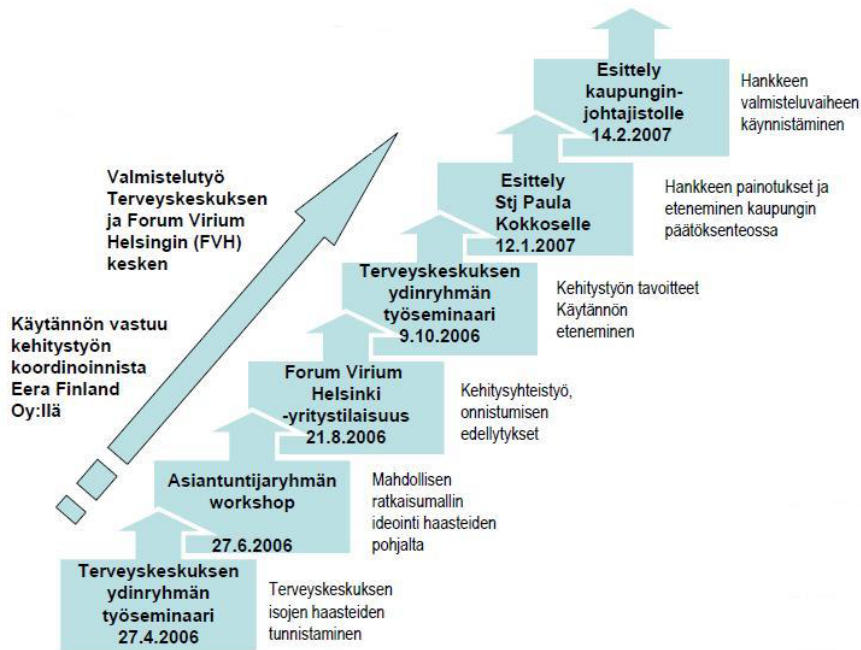 Esittely
kaupungin-
johtajistolle
14.2.2007
Hankkeen
valmisteluvaiheen
käynnistäminen
Valmistelutyö
Terveyskeskuksen
ja Forum Virium
Helsingin (FVH)
kesken
Esittely
Stj Paula
Kokkoselle
12.1.2007
Hankkeen painotukset ja
eteneminen kaupungin
päätöksenteossa
Terveyskeskuksen
ydinryhmän
työseminaari
9.10.2006
Kehitystyön tavoitteet
Käytännön
eteneminen
Käytännön vastuu
kehitystyön
koordinoinnista
Eera Finland
Oy:llä
Forum Virium
Helsinki
-yritystilaisuus
21.8.2006
Kehitysyhteistyö,
onnistumisen
edellytykset
Asiantuntijaryhmän
workshop
27.6.2006
Mahdollisen
ratkaisumallin
ideointi haasteiden
pohjalta
Terveyskeskuksen
ydinryhmän
työseminaari
27.4.2006
Terveyskeskuksen
isojen haasteiden
tunnistaminen